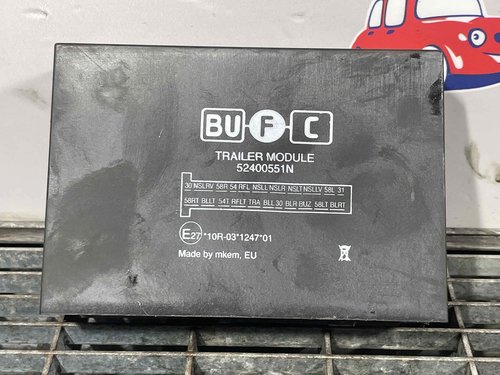 BU F C
TRAILER MODULE
52400551N
30 NSLRV 58R 54 RFL NSLL NSLR NSLT NSLLV 58L 31
58RT BLLT 54T RFLT TRA BLL 30 BLR BUZ 58LT BLRT
E27 *10R-03*1247*01
Made by mkem, EU